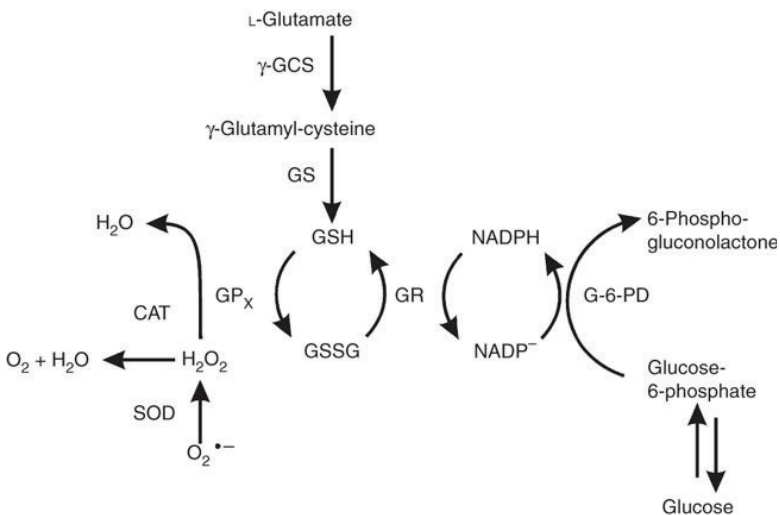 L-Glutamate
γ-GCS
γ-Glutamyl-cysteine
GS
H₂O
GSH
NADPH
6-Phospho-
gluconolactone
CAT
GPX
GR
G-6-PD
O₂ + H₂O
H₂O₂
GSSG
NADP⁻
Glucose-
6-phosphate
SOD
O₂•−
Glucose